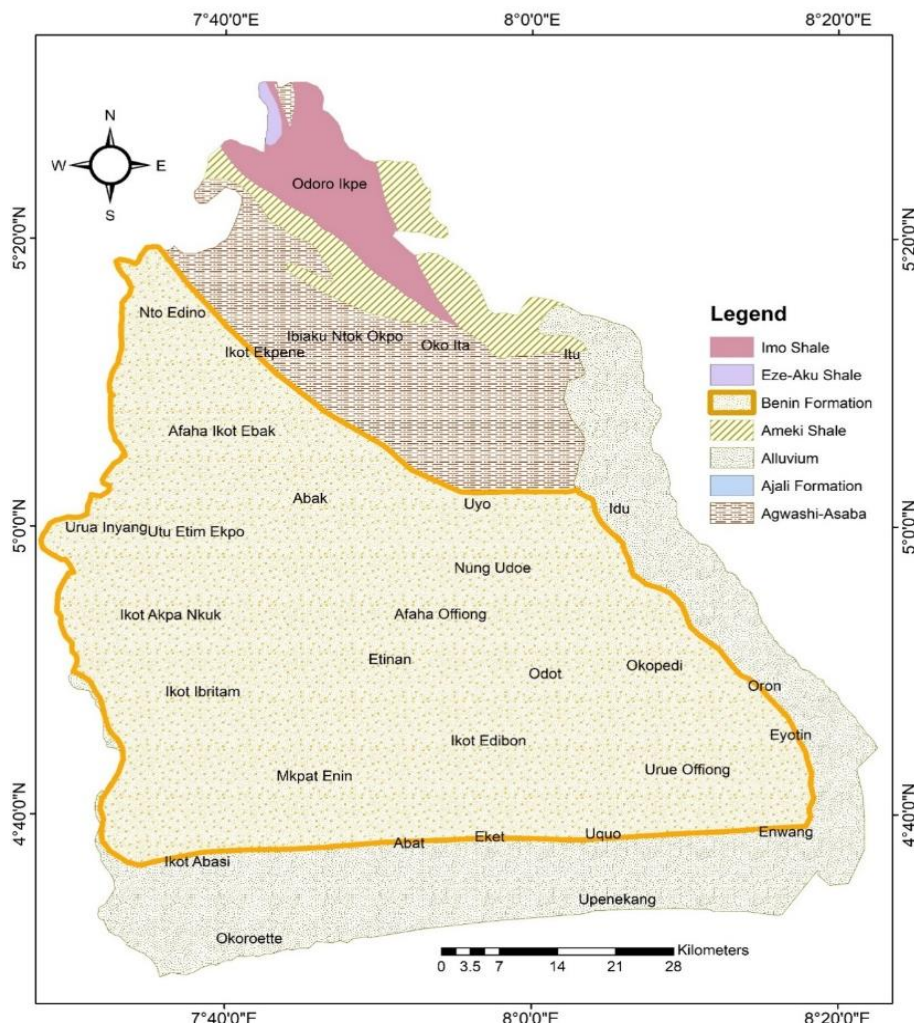 7°40'0"E
8°0'0"E
8°20'0"E
N
W
E
S
Odoro Ikpe
5°20'0"N
5°20'0"N
Nto Edino
Ibiaku Ntok Okpo
Oko Ita
Itu
Ikot Ekpene
Afaha Ikot Ebak
Abak
Uyo
Idu
5°0'0"N
5°0'0"N
Urua Inyang
Utu Etim Ekpo
Nung Udoe
Ikot Akpa Nkuk
Afaha Offiong
Etinan
Okopedi
Odot
Oron
Ikot Ibritam
Eyotin
Ikot Edibon
Urue Offiong
Mkpat Enin
4°40'0"N
4°40'0"N
Abat
Eket
Uquo
Enwang
Ikot Abasi
Upenekang
Okoroette
Legend
Imo Shale
Eze-Aku Shale
Benin Formation
Ameki Shale
Alluvium
Ajali Formation
Agwashi-Asaba
Kilometers
0 3.5 7 14 21 28
7°40'0"E
8°0'0"E
8°20'0"E